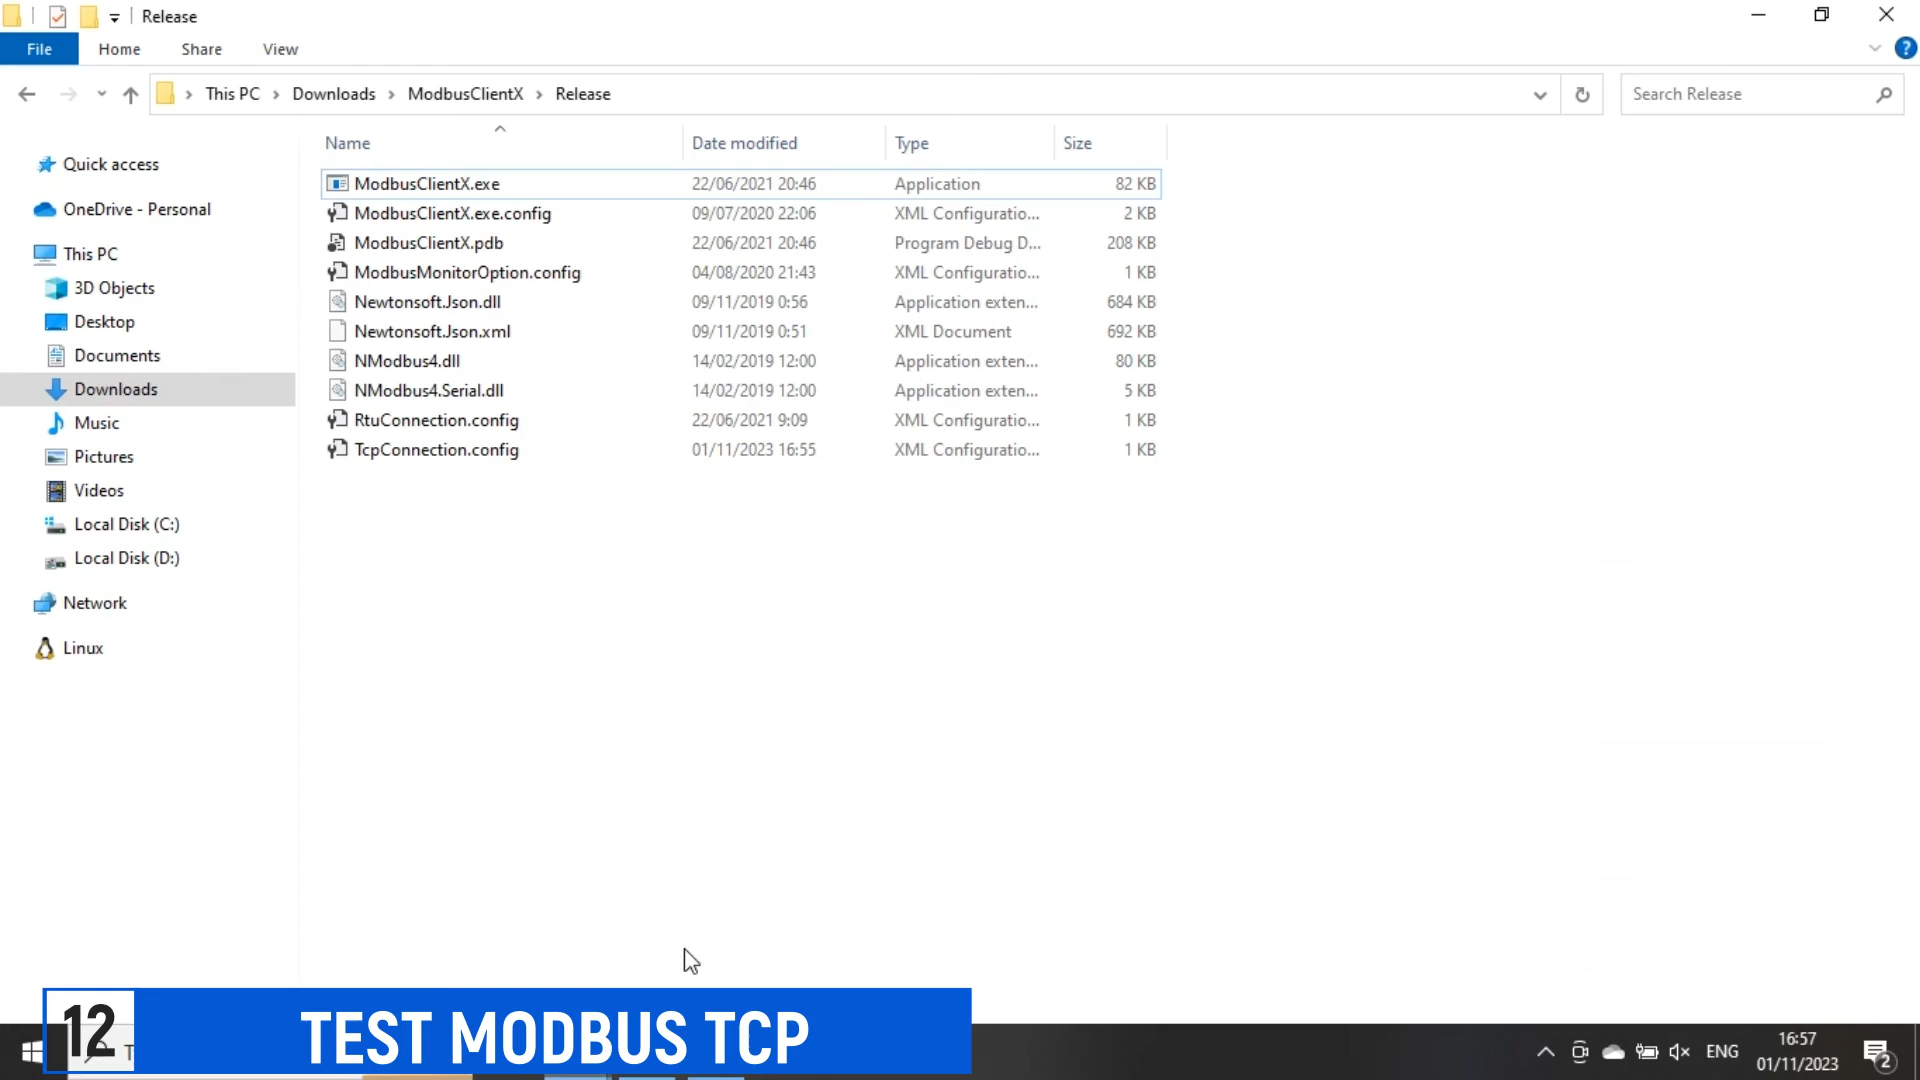 Release
File Home Share View
This PC Downloads ModbusClientX Release
Search Release
Name Date modified Type Size
Quick access
OneDrive - Personal
This PC
3D Objects
Desktop
Documents
Downloads
Music
Pictures
Videos
Local Disk (C:)
Local Disk (D:)
Network
Linux
ModbusClientX.exe 22/06/2021 20:46 Application 82 KB
ModbusClientX.exe.config 09/07/2020 22:06 XML Configuratio... 2 KB
ModbusClientX.pdb 22/06/2021 20:46 Program Debug D... 208 KB
ModbusMonitorOption.config 04/08/2020 21:43 XML Configuratio... 1 KB
Newtonsoft.Json.dll 09/11/2019 0:56 Application exten... 684 KB
Newtonsoft.Json.xml 09/11/2019 0:51 XML Document 692 KB
NModbus4.dll 14/02/2019 12:00 Application exten... 80 KB
NModbus4.Serial.dll 14/02/2019 12:00 Application exten... 5 KB
RtuConnection.config 22/06/2021 9:09 XML Configuratio... 1 KB
TcpConnection.config 01/11/2023 16:55 XML Configuratio... 1 KB
12 TEST MODBUS TCP
ENG
16:57
01/11/2023
2